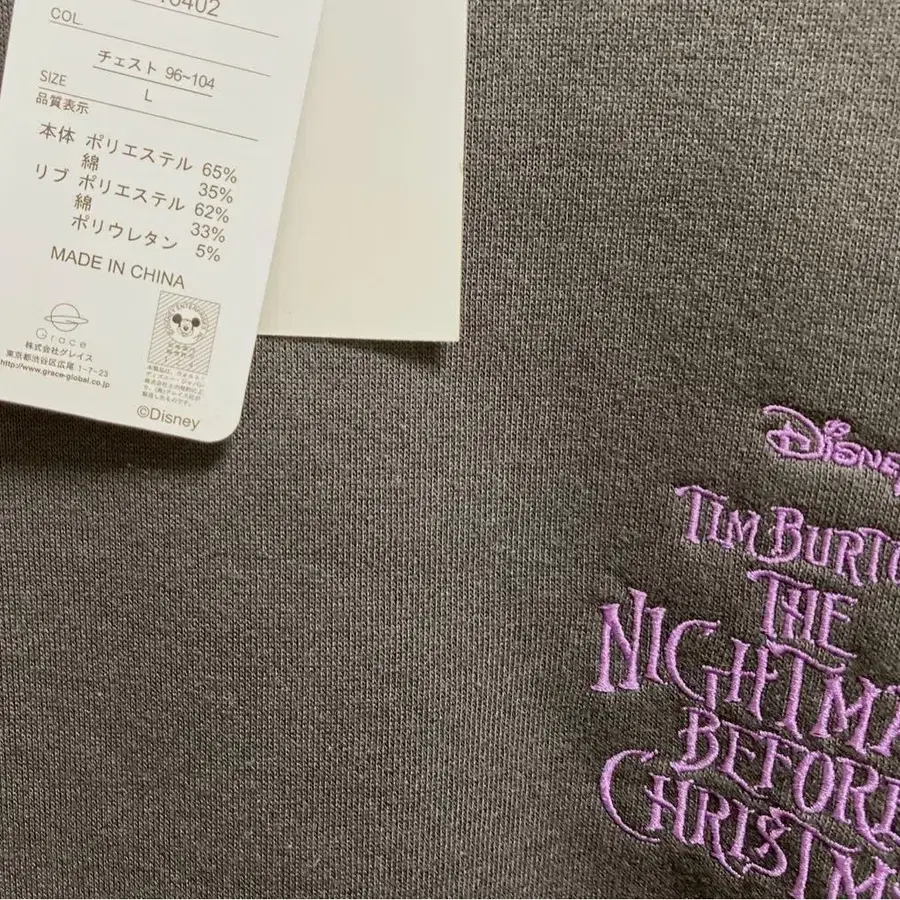 0402
COL.
チェスト 96~104
SIZE L
品質表示
本体 ポリエステル 65%
綿 35%
リブ ポリエステル 62%
綿 33%
ポリウレタン 5%
MADE IN CHINA
Grace
株式会社グレイス
東京都渋谷区広尾 1-7-23
http://www.grace-global.co.jp
©Disney
DISNEY
TIM BURTO
THE
NIGHTMA
BEFORE
CHRISTM